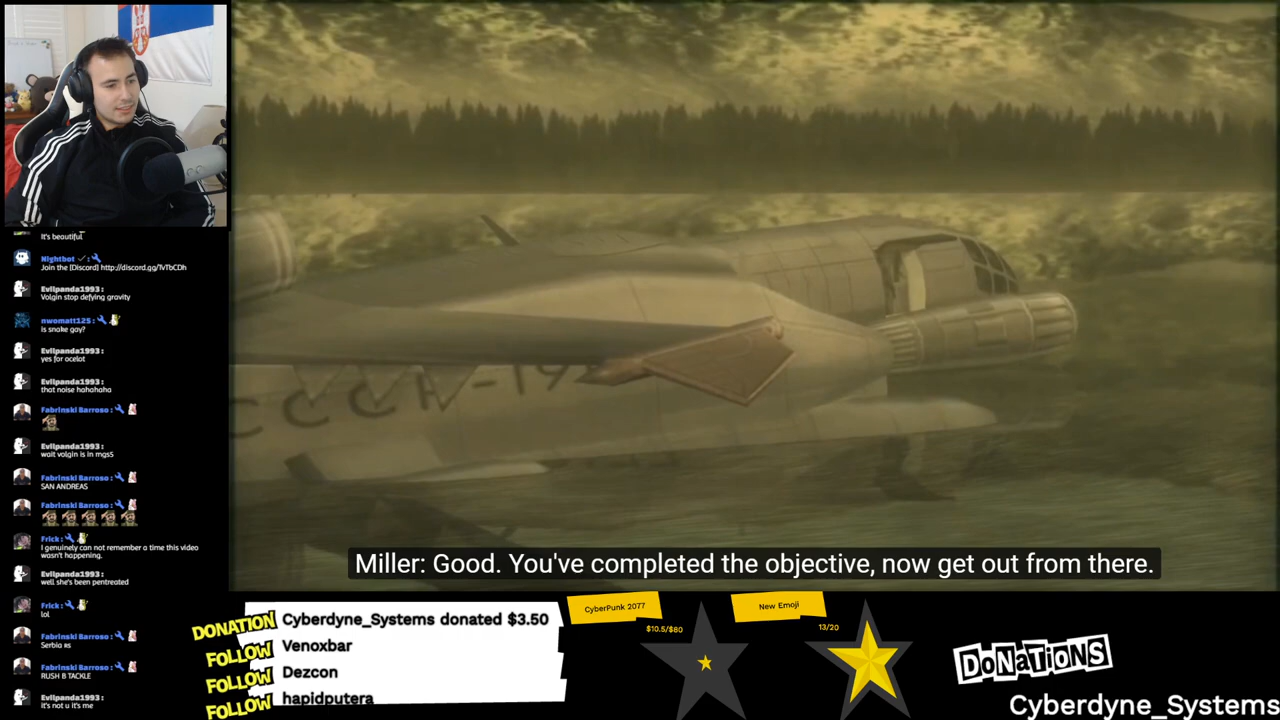 It's beautiful
Nightbot ✓ :
Join the [Discord] http://discord.gg/TVTbCDh
Evilpanda1993 :
Volgin stop defying gravity
nwomatt125 :
Is snake gay?
Evilpanda1993 :
yes for ocelot
Evilpanda1993 :
that noise hahahaha
Fabrinski Barroso :
Evilpanda1993 :
wait volgin is in mgs5
Fabrinski Barroso :
SAN ANDREAS
Fabrinski Barroso :
Frick :
I genuinely can not remember a time this video
wasn't happening.
Evilpanda1993 :
well she's been pentreated
Frick :
lol
Fabrinski Barroso :
Serbia rs
Fabrinski Barroso :
RUSH B TACKLE
Evilpanda1993 :
it's not u it's me
Miller: Good. You've completed the objective, now get out from there.
DONATION Cyberdyne_Systems donated $3.50
FOLLOW Venoxbar
FOLLOW Dezcon
FOLLOW hapidputera
CyberPunk 2077
$10.5/$80
New Emoji
13/20
DONATIONS
Cyberdyne_Systems